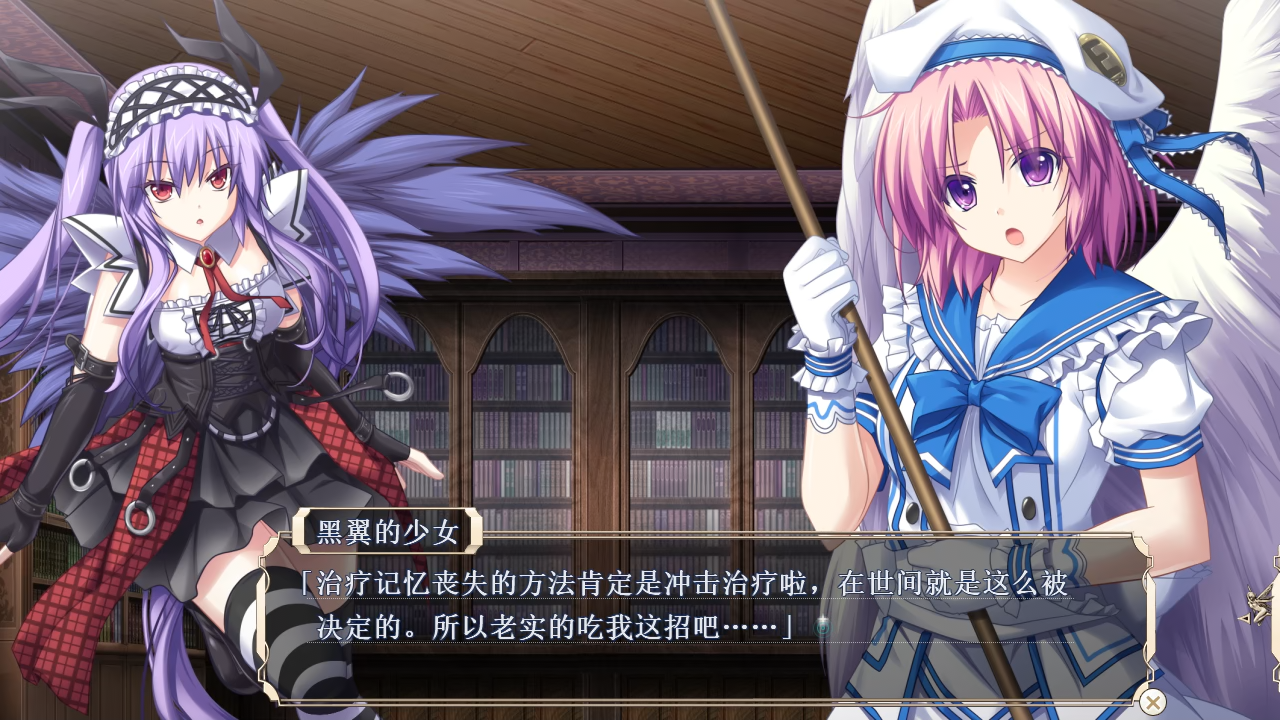 黑翼的少女
「治疗记忆丧失的方法肯定是冲击治疗啦，在世间就是这么被
决定的。所以老实的吃我这招吧……」